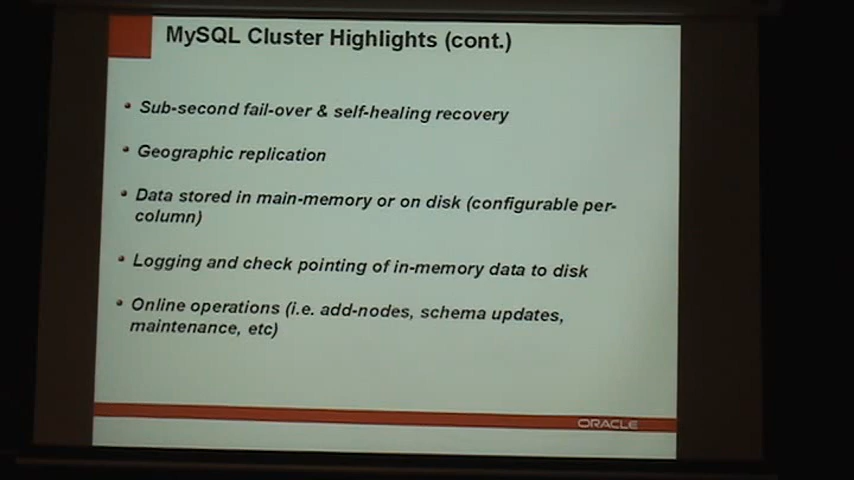 MySQL Cluster Highlights (cont.)
Sub-second fail-over & self-healing recovery
Geographic replication
Data stored in main-memory or on disk (configurable per-
column)
Logging and check pointing of in-memory data to disk
Online operations (i.e. add-nodes, schema updates,
maintenance, etc)
ORACLE